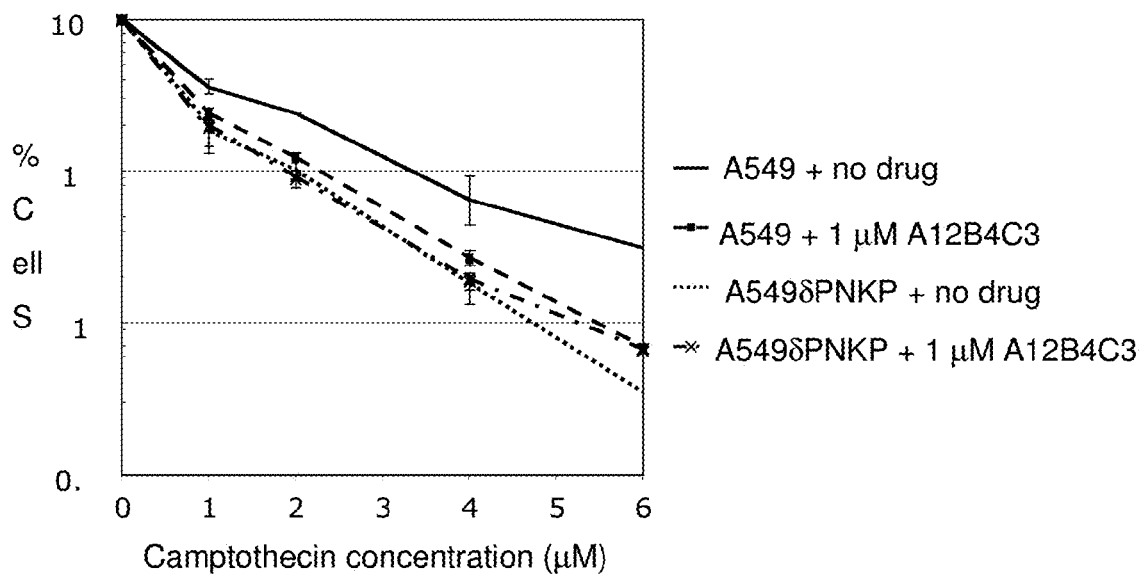 10
%
C
ell
S
1
1
0.
0
1
2
3
4
5
6
Camptothecin concentration (μM)
A549 + no drug
A549 + 1 μM A12B4C3
A549δPNKP + no drug
A549δPNKP + 1 μM A12B4C3